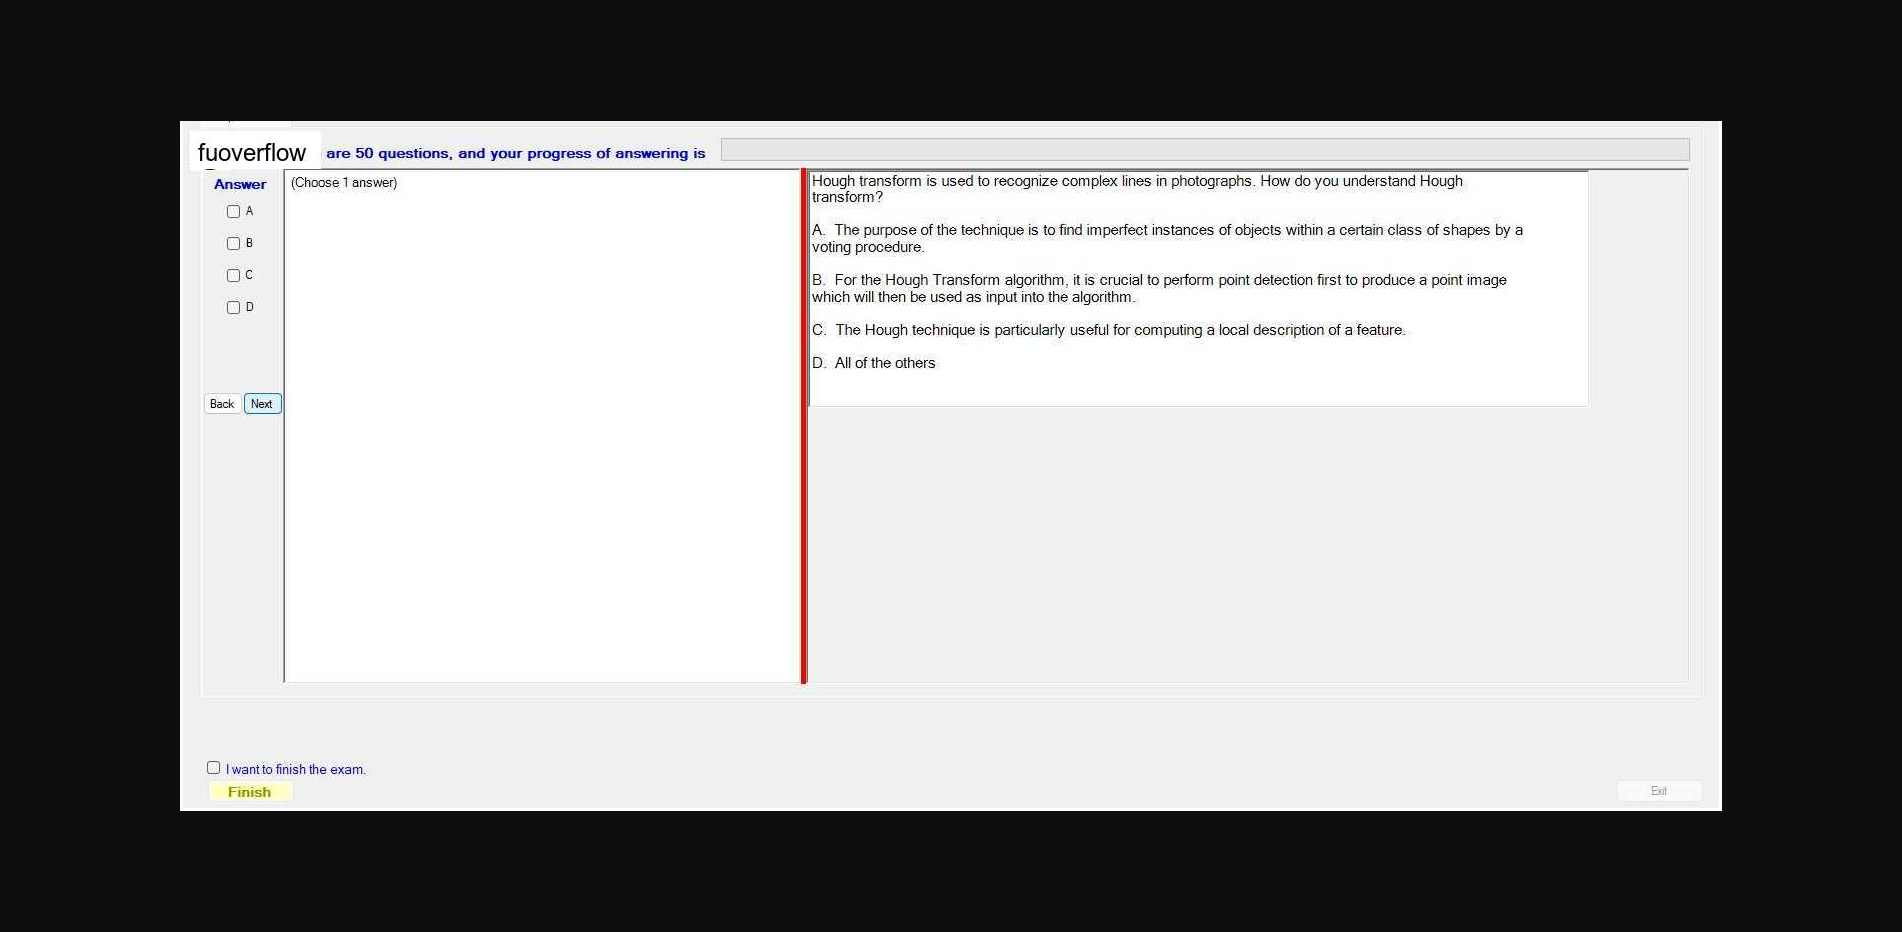 fuoverflow are 50 questions, and your progress of answering is
Answer
A
B
C
D
Back Next
(Choose 1 answer)
Hough transform is used to recognize complex lines in photographs. How do you understand Hough
transform?
A. The purpose of the technique is to find imperfect instances of objects within a certain class of shapes by a
voting procedure.
B. For the Hough Transform algorithm, it is crucial to perform point detection first to produce a point image
which will then be used as input into the algorithm.
C. The Hough technique is particularly useful for computing a local description of a feature.
D. All of the others
I want to finish the exam.
Finish
Exit